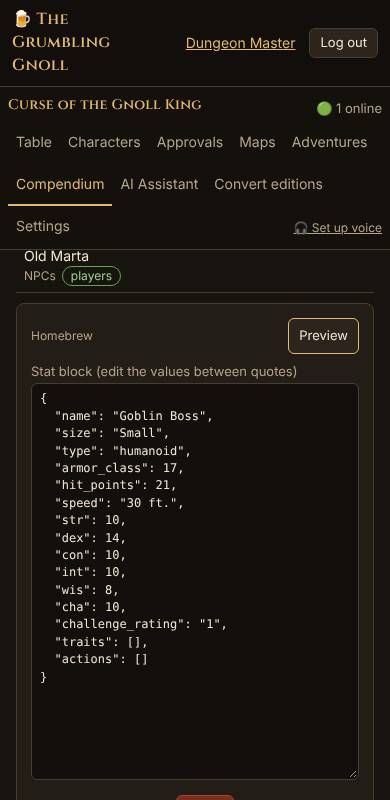 🍺 The
Grumbling
Gnoll
Dungeon Master
Log out
Curse of the Gnoll King
🟢 1 online
Table Characters Approvals Maps Adventures
Compendium AI Assistant Convert editions
Settings
🎧 Set up voice
Old Marta
NPCs players
Homebrew
Preview
Stat block (edit the values between quotes)
{
  "name": "Goblin Boss",
  "size": "Small",
  "type": "humanoid",
  "armor_class": 17,
  "hit_points": 21,
  "speed": "30 ft.",
  "str": 10,
  "dex": 14,
  "con": 10,
  "int": 10,
  "wis": 8,
  "cha": 10,
  "challenge_rating": "1",
  "traits": [],
  "actions": []
}